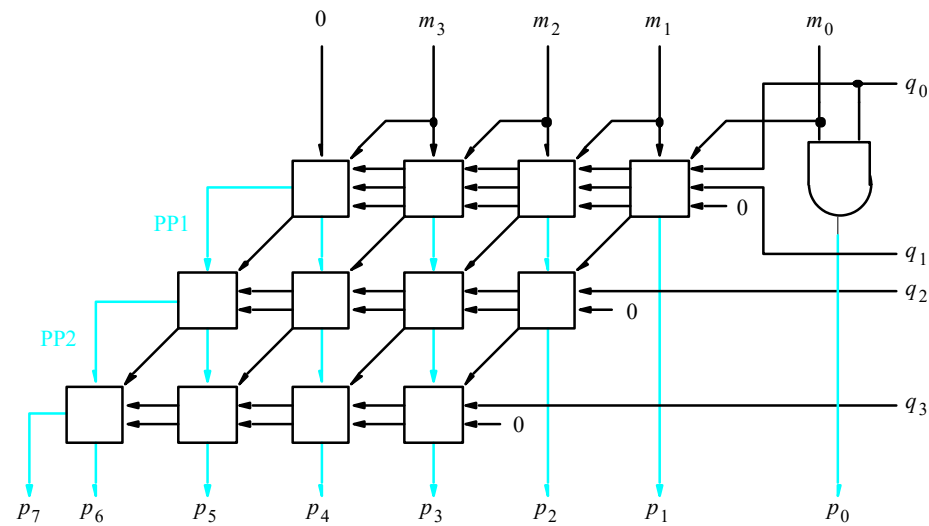 0 m₃ m₂ m₁ m₀
q₀
0
PP1
q₁
q₂
0
PP2
q₃
0
p₇ p₆ p₅ p₄ p₃ p₂ p₁ p₀